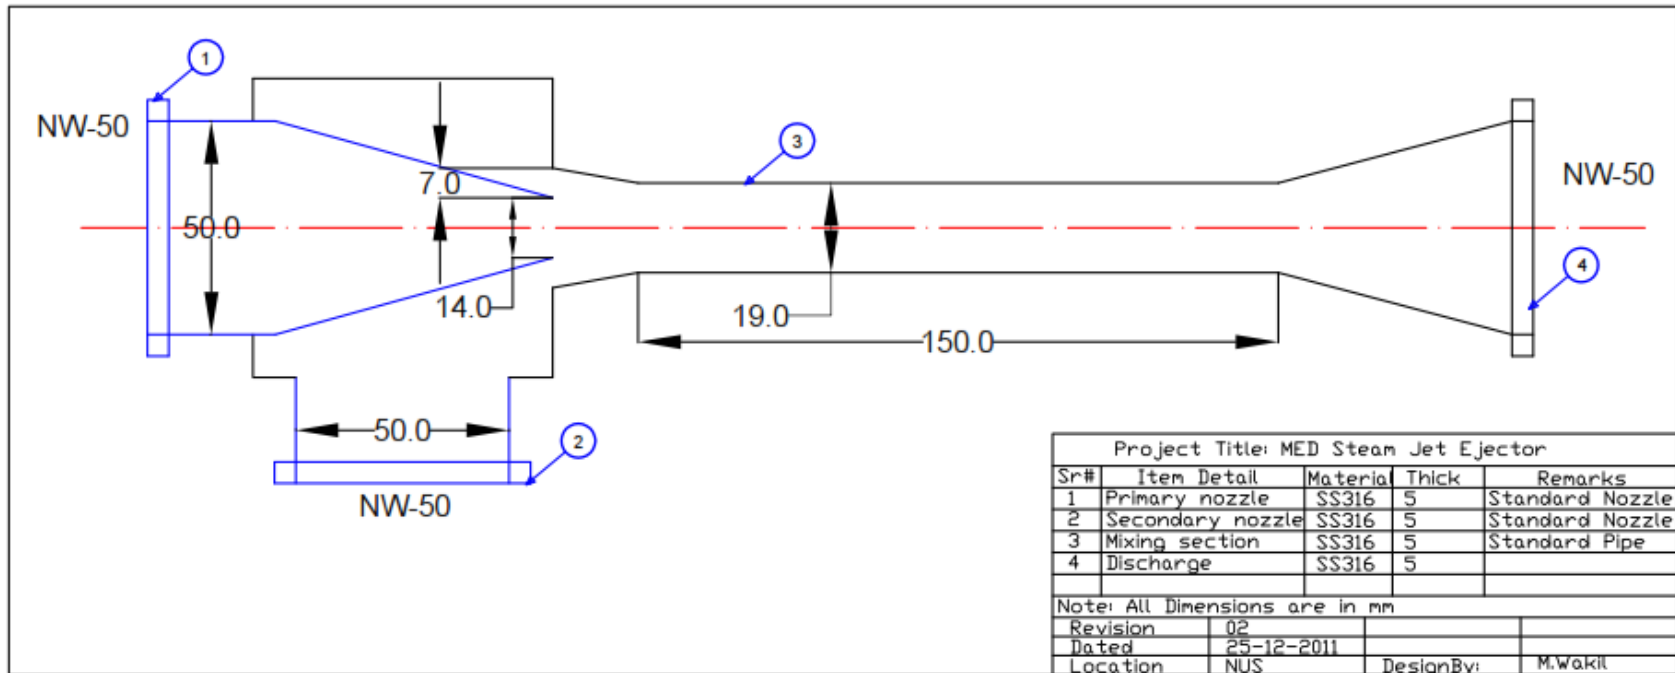 1
NW-50
3
NW-50
7.0
50.0
4
14.0
19.0
150.0
50.0
2
NW-50
Project Title: MED Steam Jet Ejector
Sr# Item Detail Material Thick Remarks
1 Primary nozzle SS316 5 Standard Nozzle
2 Secondary nozzle SS316 5 Standard Nozzle
3 Mixing section SS316 5 Standard Pipe
4 Discharge SS316 5
Note: All Dimensions are in mm
Revision 02
Dated 25-12-2011
Location NUS DesignBy: M.Wakil